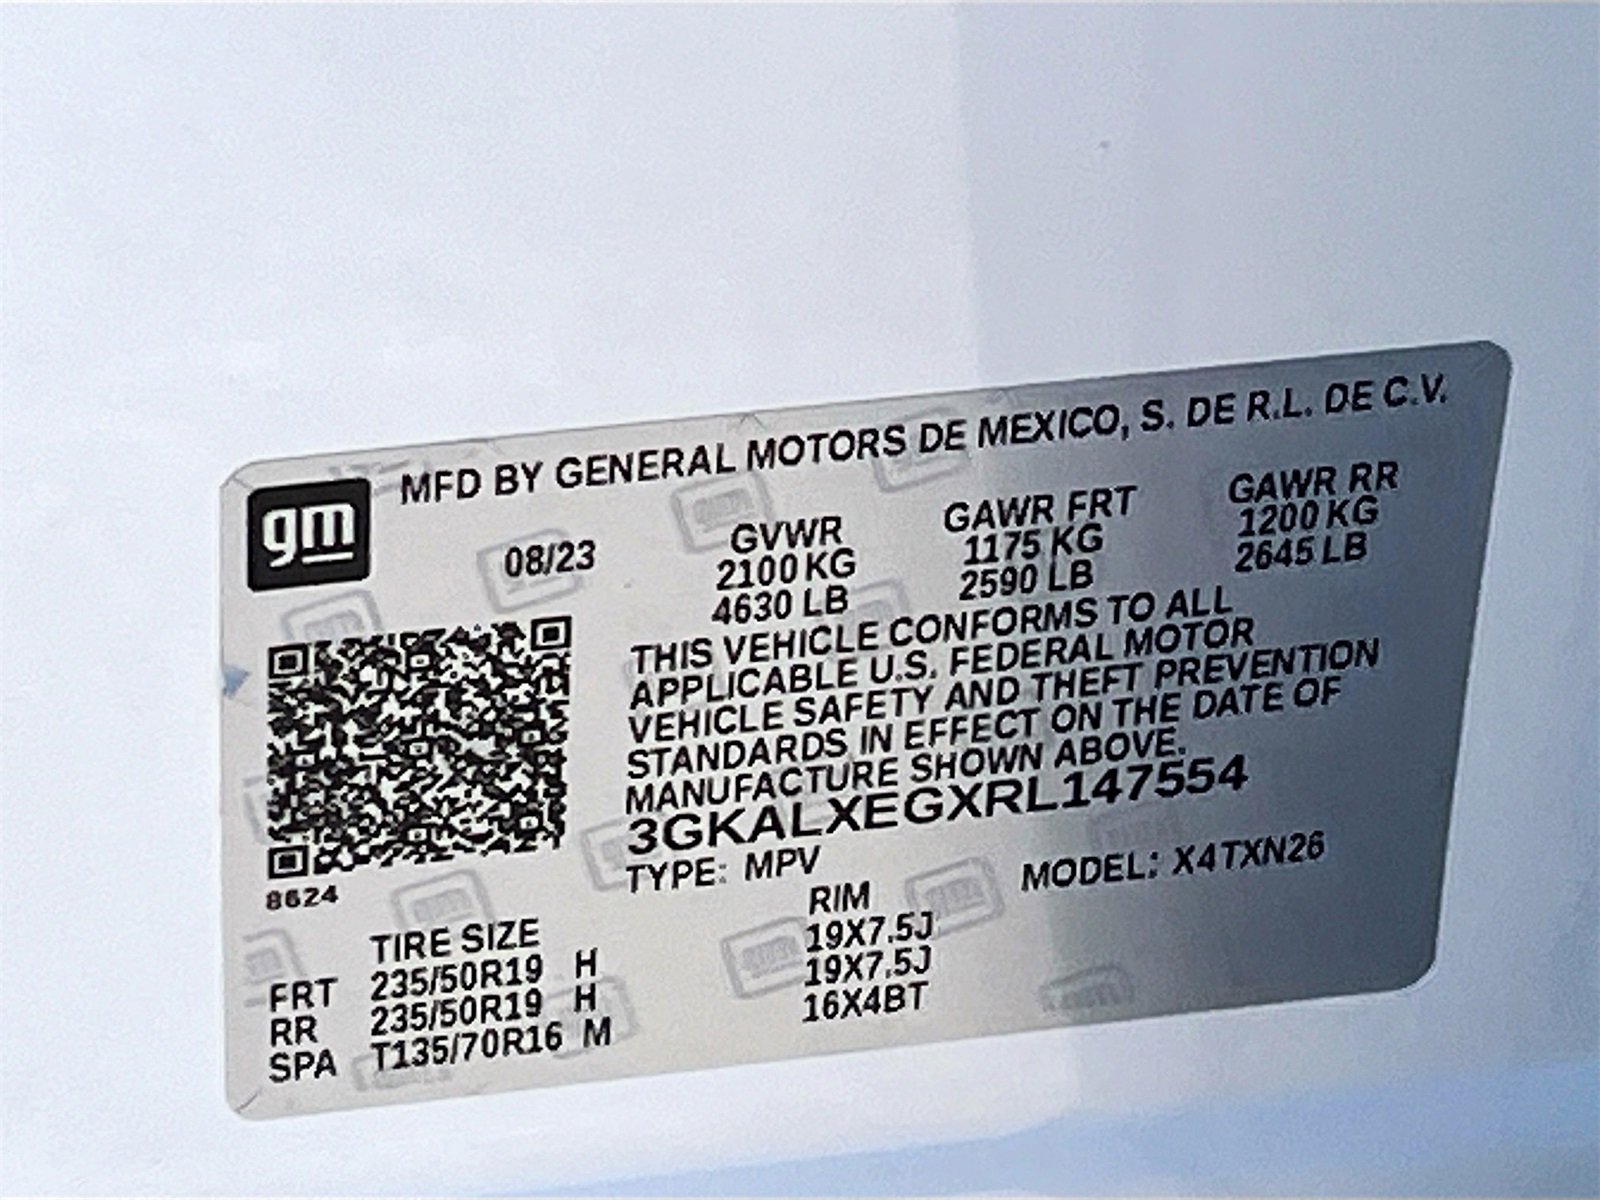 MFD BY GENERAL MOTORS DE MEXICO, S. DE R.L. DE C.V.
gm
08/23
GVWR GAWR FRT GAWR RR
2100 KG 1175 KG 1200 KG
4630 LB 2590 LB 2645 LB
THIS VEHICLE CONFORMS TO ALL
APPLICABLE U.S. FEDERAL MOTOR
VEHICLE SAFETY AND THEFT PREVENTION
STANDARDS IN EFFECT ON THE DATE OF
MANUFACTURE SHOWN ABOVE.
3GKALXEGXRL147554
TYPE: MPV MODEL: X4TXN26
8624
TIRE SIZE RIM
FRT 235/50R19 H 19X7.5J
RR 235/50R19 H 19X7.5J
SPA T135/70R16 M 16X4BT